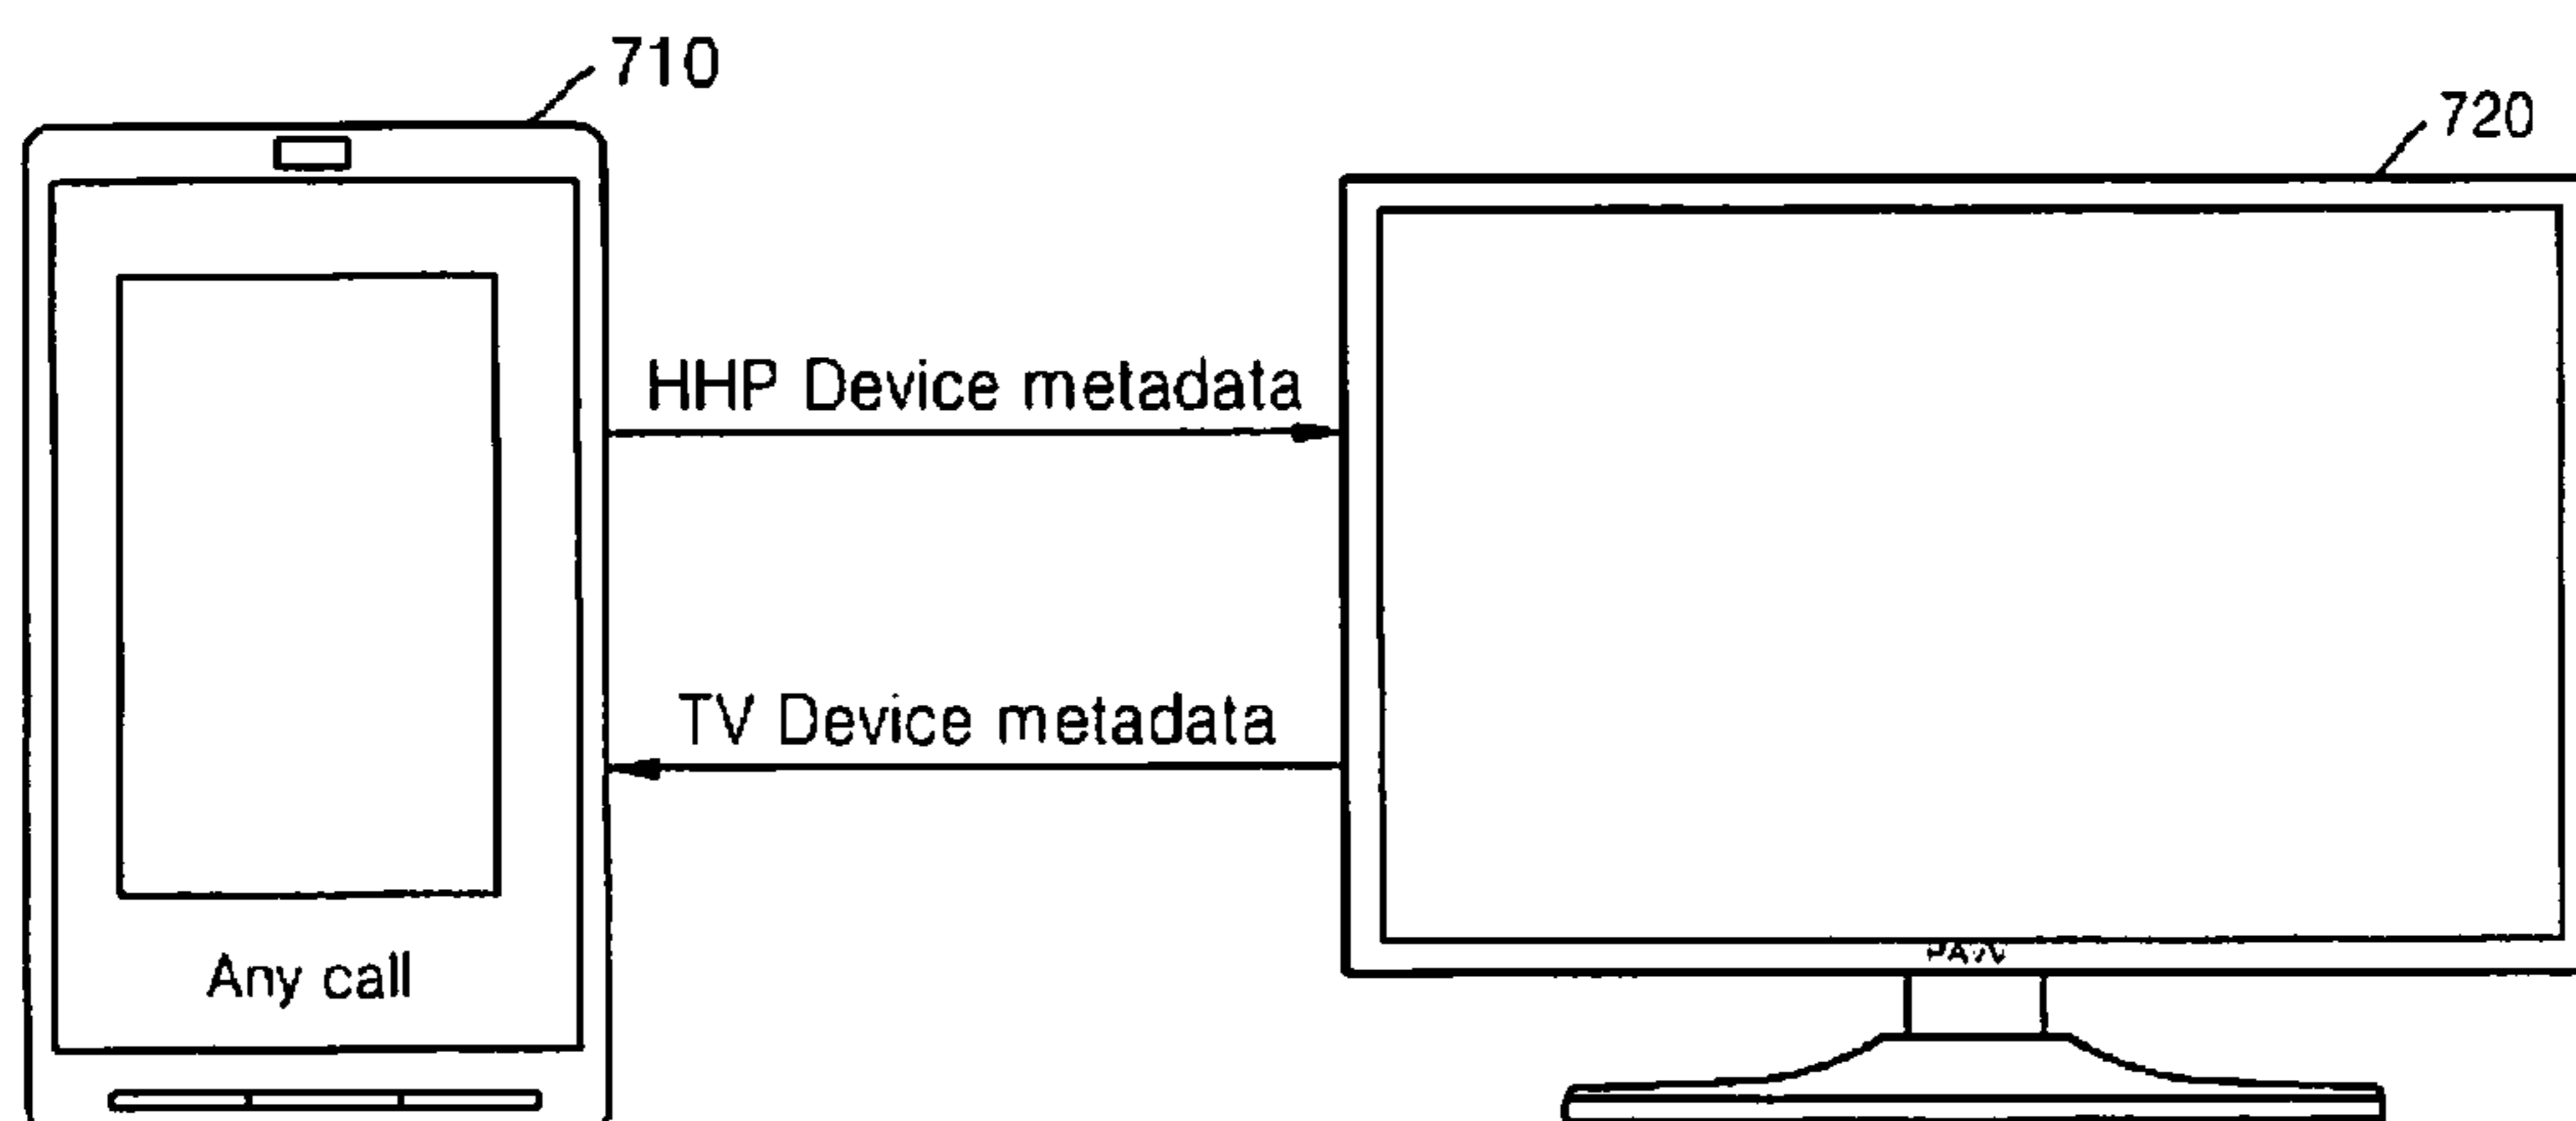 710
720
HHP Device metadata
TV Device metadata
Any call